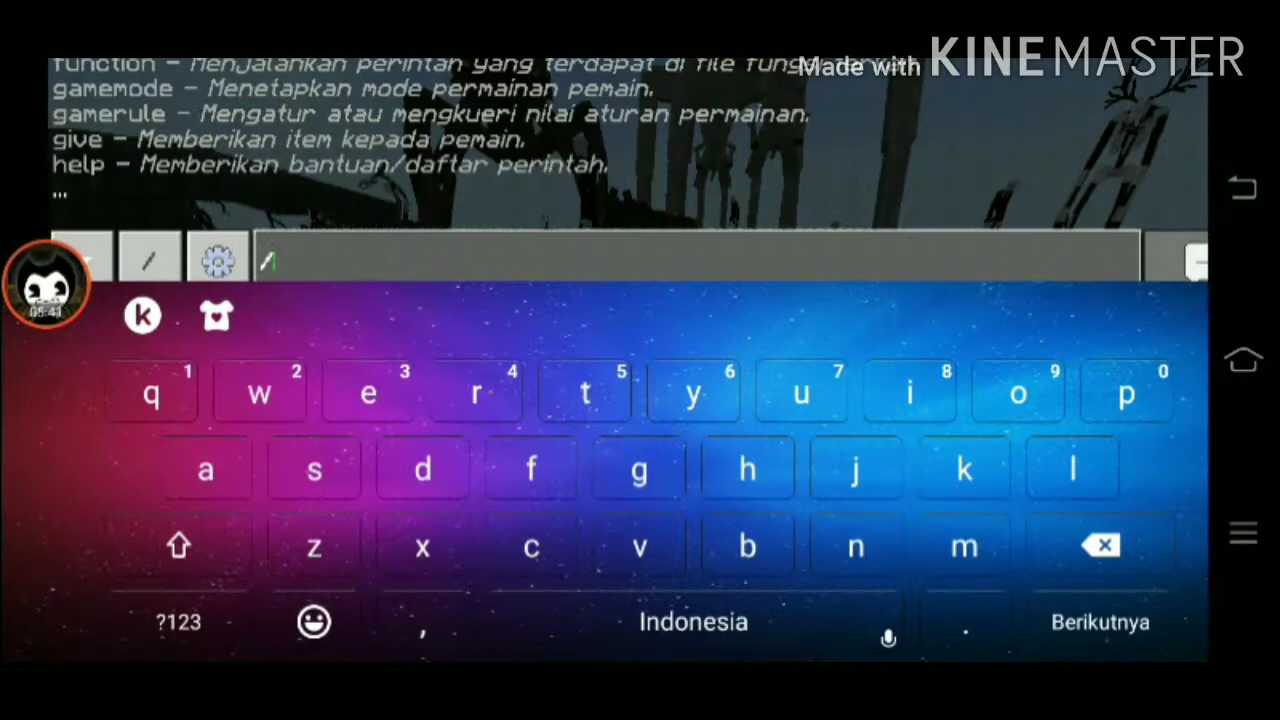 function - Menjalankan perintah yang terdapat di file fung
Made with KINEMASTER
gamemode - Menetapkan mode permainan pemain.
gamerule - Mengatur atau mengkueri nilai aturan permainan.
give - Memberikan item kepada pemain.
help - Memberikan bantuan/daftar perintah.
...
/ /
05:41
k
q 1 w 2 e 3 r 4 t 5 y 6 u 7 i 8 o 9 p 0
a s d f g h j k l
z x c v b n m
?123 , Indonesia . Berikutnya